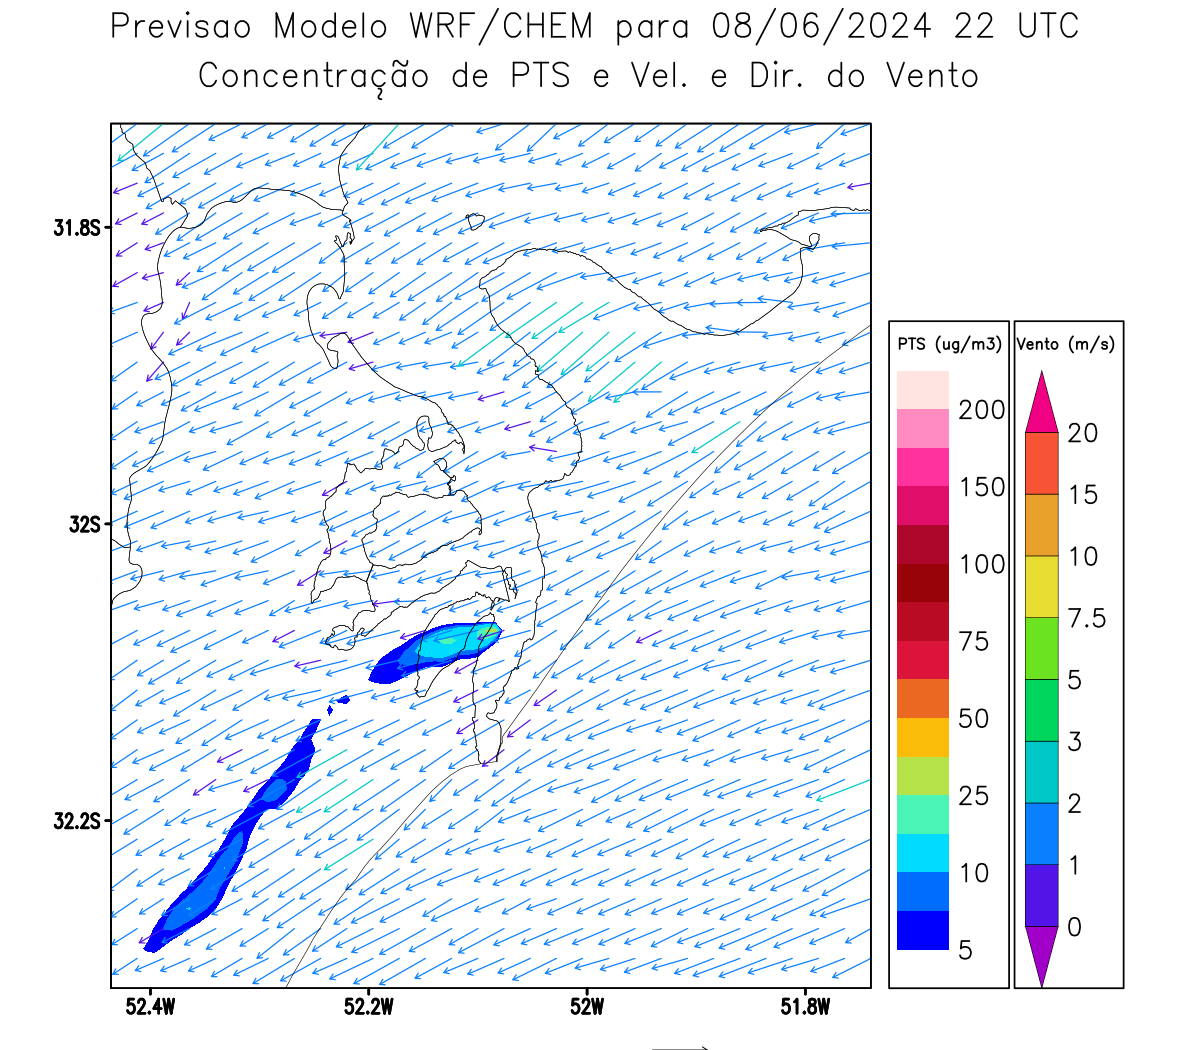 Previsao Modelo WRF/CHEM para 08/06/2024 22 UTC
Concentração de PTS e Vel. e Dir. do Vento
31.8S
32S
32.2S
52.4W
52.2W
52W
51.8W
PTS (ug/m3)
200
150
100
75
50
25
10
5
Vento (m/s)
20
15
10
7.5
5
3
2
1
0